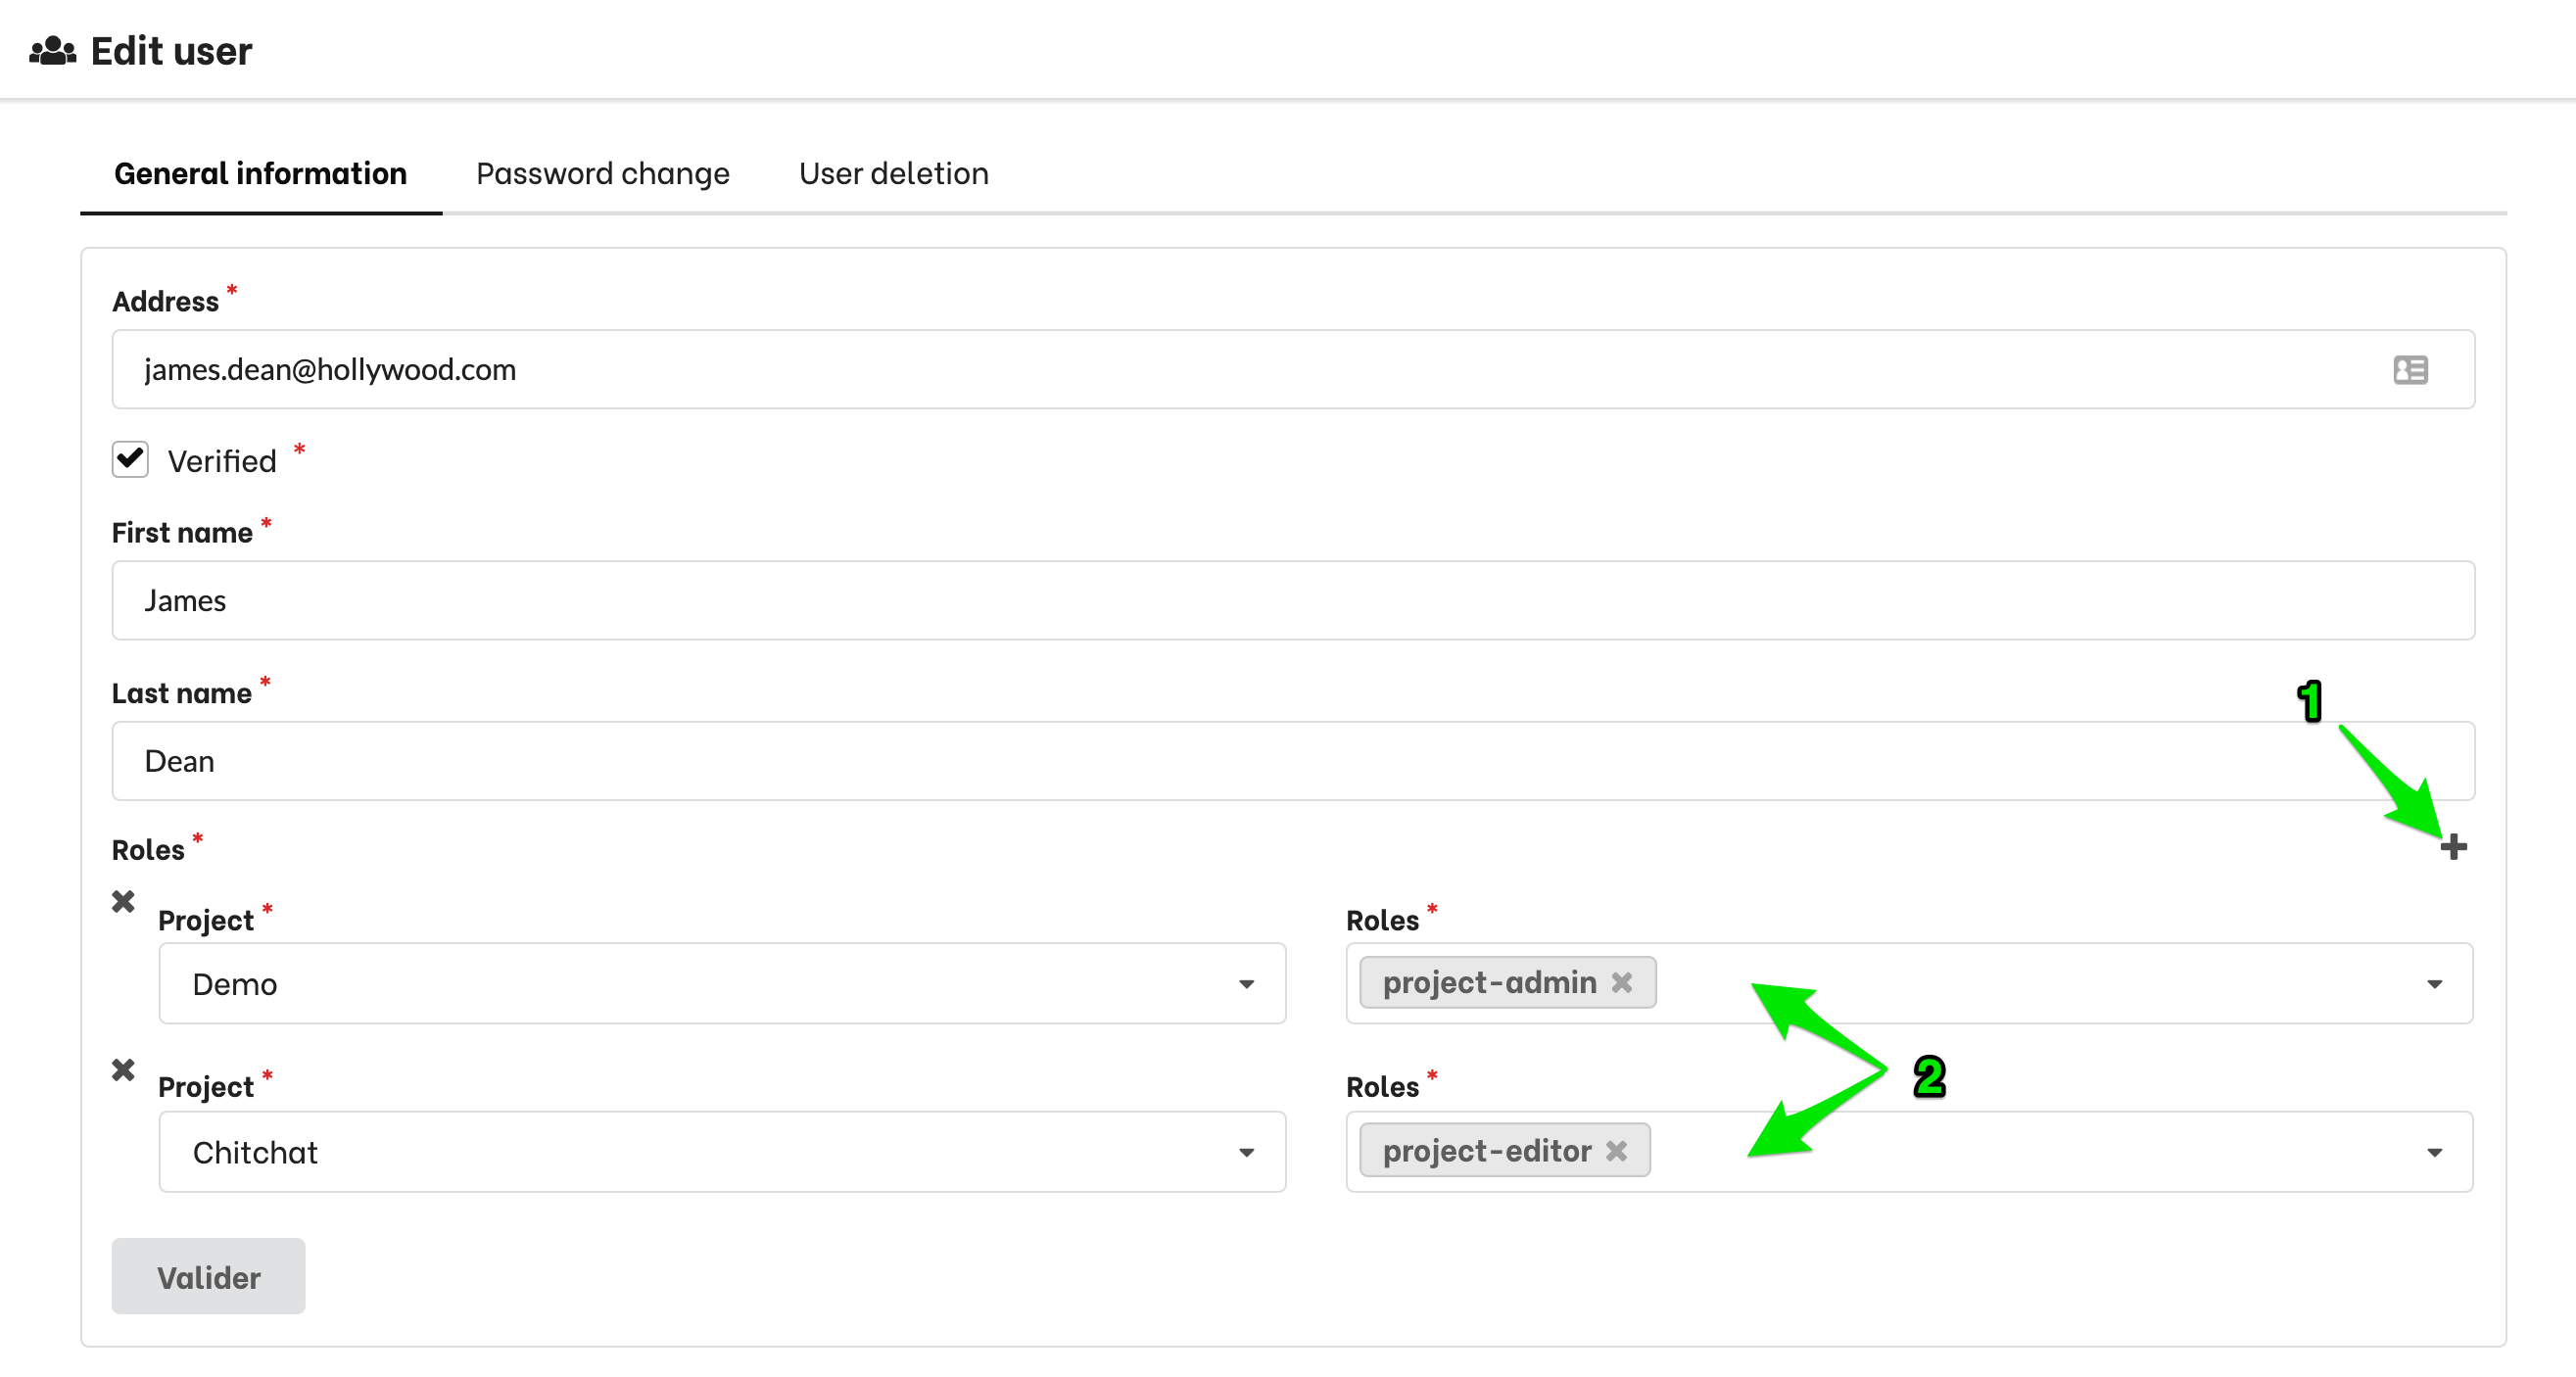 Edit user
General information Password change User deletion
Address *
james.dean@hollywood.com
Verified *
First name *
James
Last name *
1
Dean
Roles *
Project * Roles *
Demo project-admin
2
Project * Roles *
Chitchat project-editor
Valider